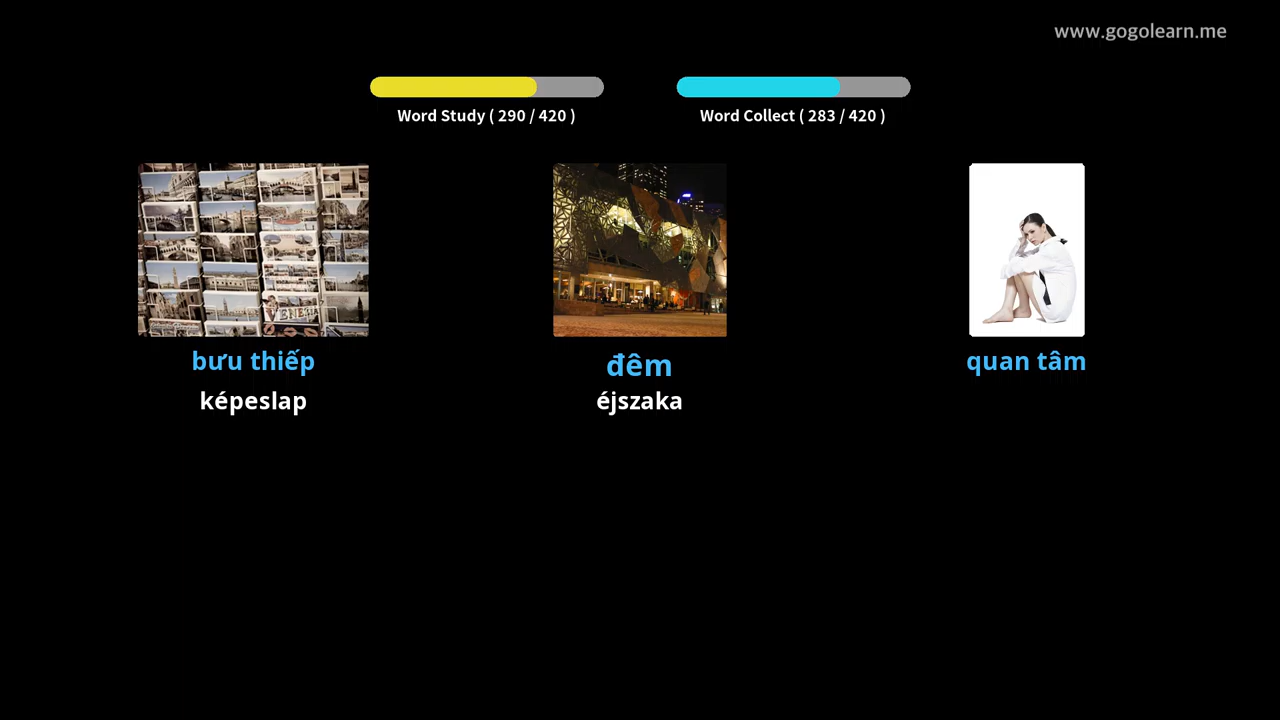 www.gogolearn.me
Word Study ( 290 / 420 )
Word Collect ( 283 / 420 )
bưu thiếp
képeslap
đêm
éjszaka
quan tâm